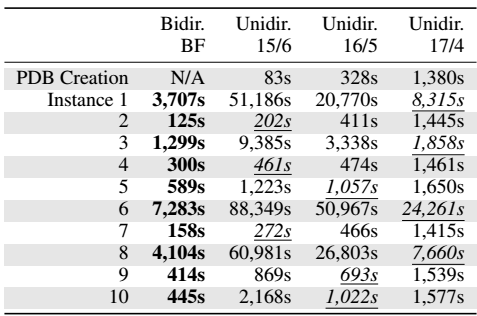 Bidir. Unidir. Unidir. Unidir.
BF 15/6 16/5 17/4
PDB Creation N/A 83s 328s 1,380s
Instance 1 3,707s 51,186s 20,770s 8,315s
2 125s 202s 411s 1,445s
3 1,299s 9,385s 3,338s 1,858s
4 300s 461s 474s 1,461s
5 589s 1,223s 1,057s 1,650s
6 7,283s 88,349s 50,967s 24,261s
7 158s 272s 466s 1,415s
8 4,104s 60,981s 26,803s 7,660s
9 414s 869s 693s 1,539s
10 445s 2,168s 1,022s 1,577s